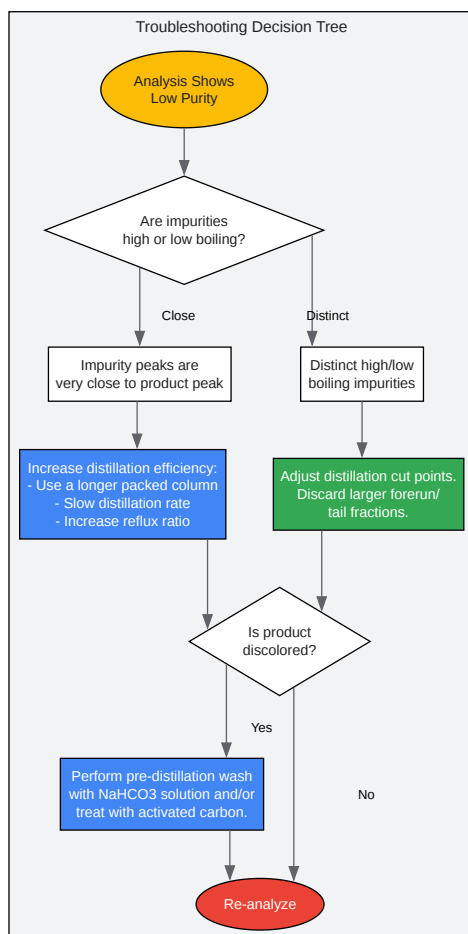 Troubleshooting Decision Tree
Analysis Shows
Low Purity
Are impurities
high or low boiling?
Close
Distinct
Impurity peaks are
very close to product peak
Distinct high/low
boiling impurities
Increase distillation efficiency:
- Use a longer packed column
- Slow distillation rate
- Increase reflux ratio
Adjust distillation cut points.
Discard larger forerun/
tail fractions.
Is product
discolored?
Yes
Perform pre-distillation wash
with NaHCO3 solution and/or
treat with activated carbon.
No
Re-analyze